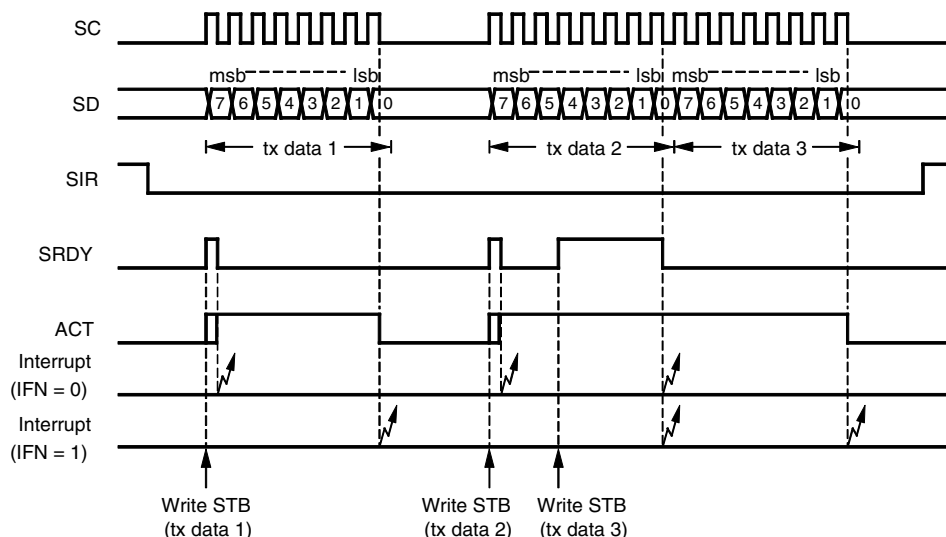 SC
msb lsb msb lsb msb lsb
SD 7 6 5 4 3 2 1 0 7 6 5 4 3 2 1 0 7 6 5 4 3 2 1 0
tx data 1 tx data 2 tx data 3
SIR
SRDY
ACT
Interrupt
(IFN = 0)
Interrupt
(IFN = 1)
Write STB Write STB Write STB
(tx data 1) (tx data 2) (tx data 3)